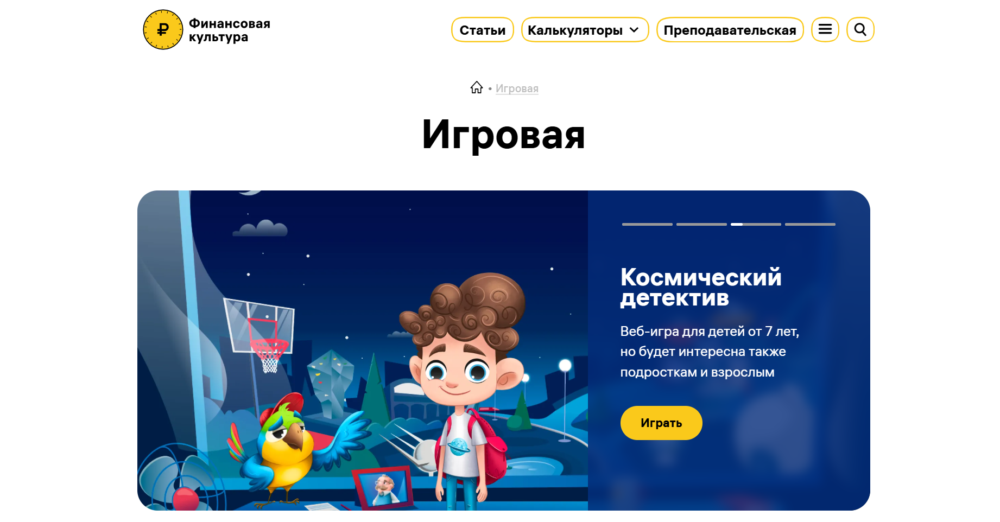 Финансовая
культура
Статьи
Калькуляторы
Преподавательская
Игровая
Игровая
Космический
детектив
Веб-игра для детей от 7 лет,
но будет интересна также
подросткам и взрослым
Играть